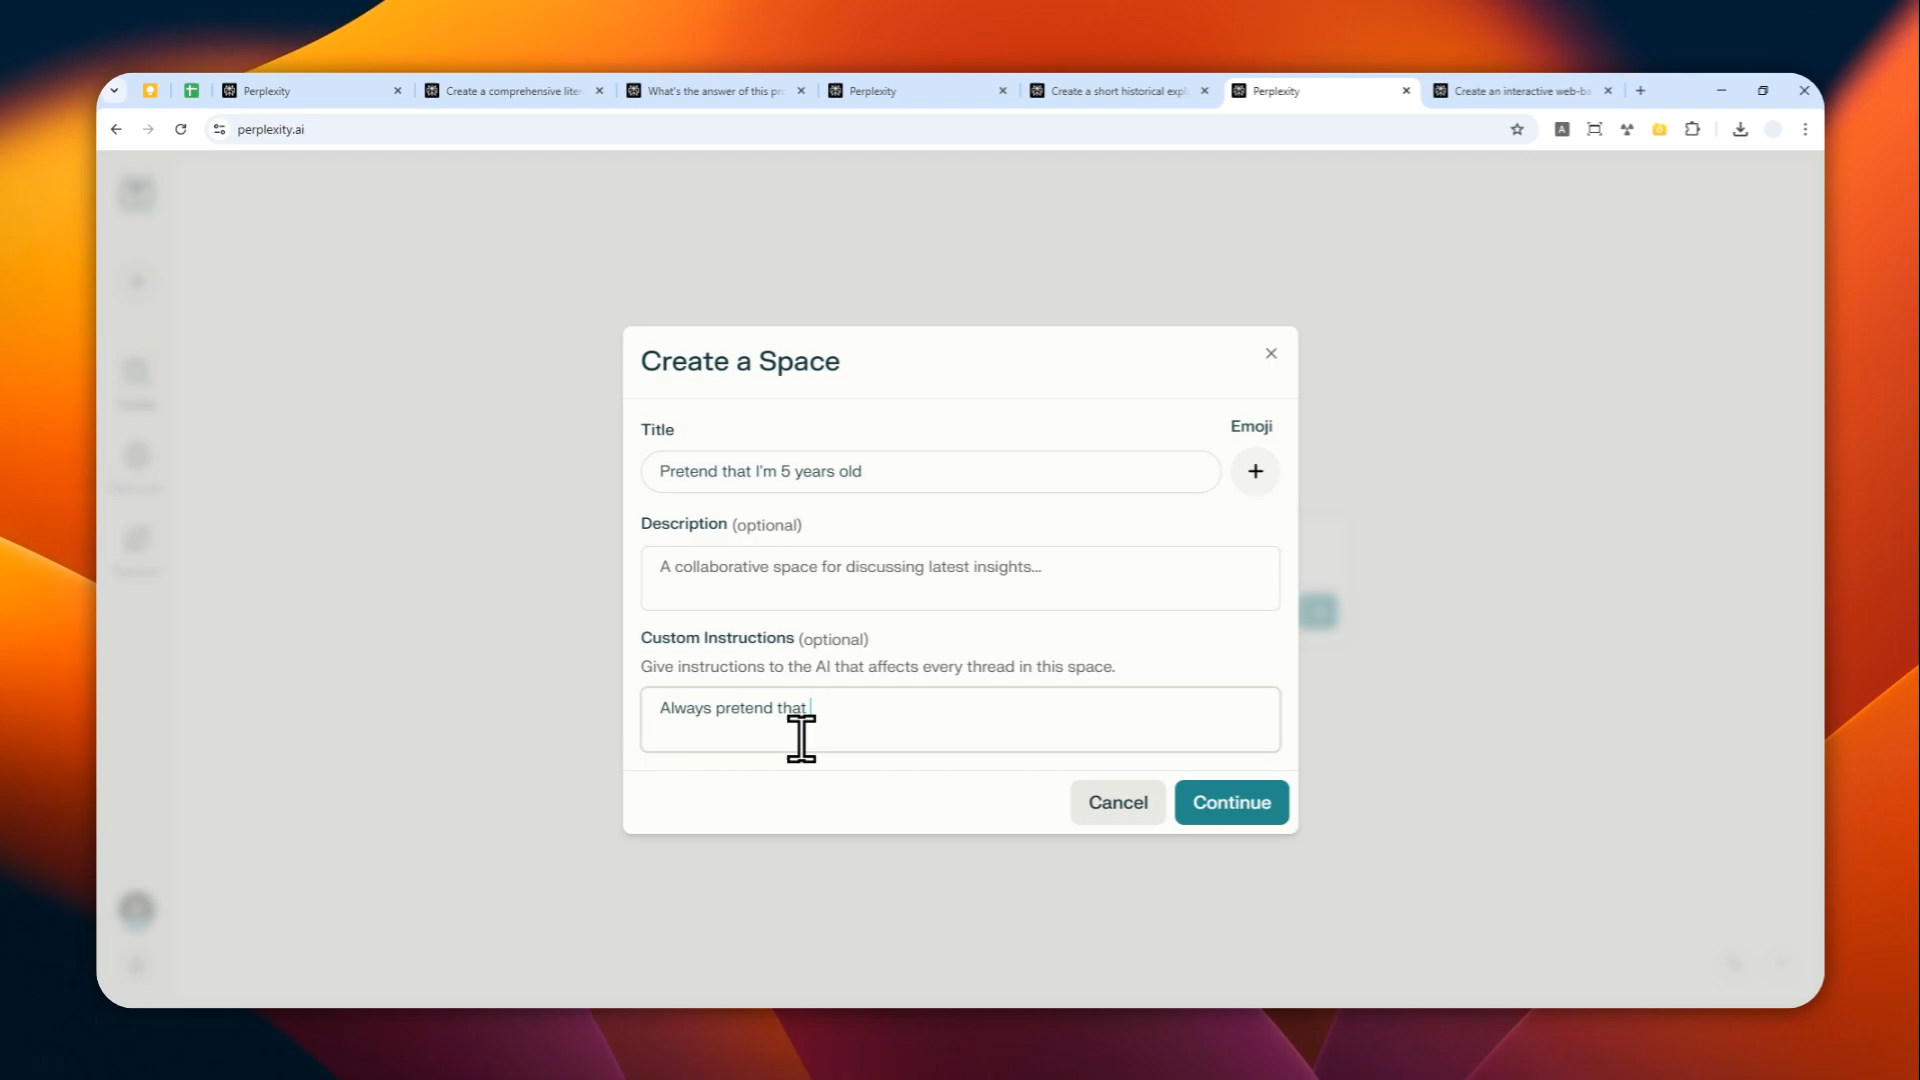 Perplexity
Create a comprehensive lite
What's the answer of this pr
Perplexity
Create a short historical expl
Perplexity
Create an interactive web-ba
perplexity.ai
A
Create a Space
Title
Emoji
Pretend that I'm 5 years old
Description (optional)
A collaborative space for discussing latest insights...
Custom Instructions (optional)
Give instructions to the AI that affects every thread in this space.
Always pretend that
Cancel
Continue